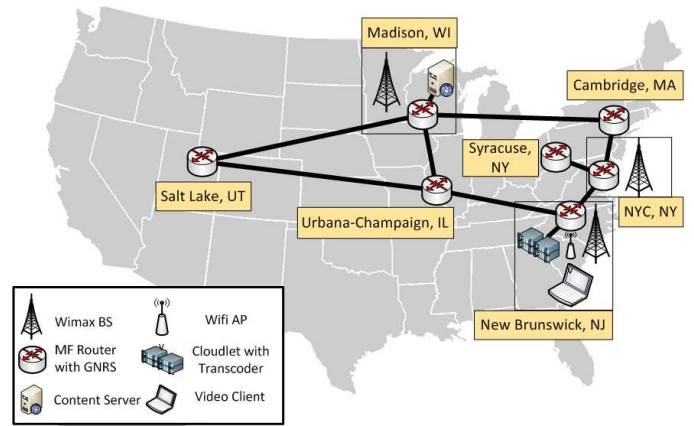 Madison, WI
Cambridge, MA
Syracuse,
NY
Salt Lake, UT
Urbana-Champaign, IL
NYC, NY
New Brunswick, NJ
Wimax BS
Wifi AP
MF Router
with GNRS
Cloudlet with
Transcoder
Content Server
Video Client